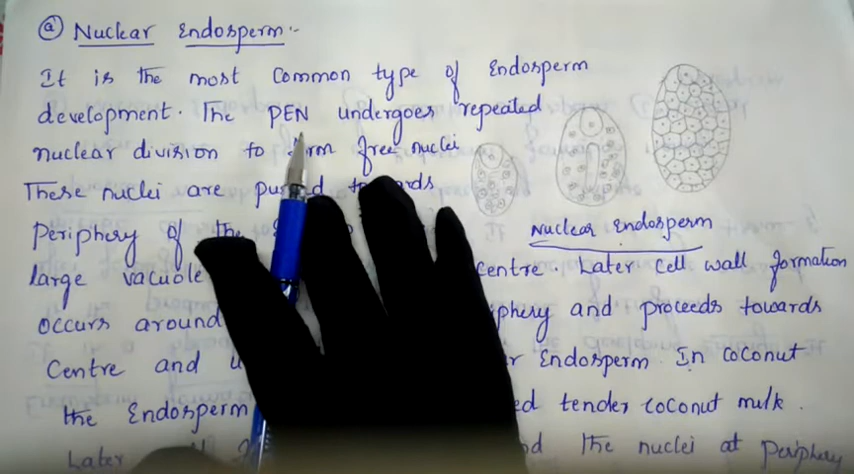 ⓐ Nuclear Endosperm:-
It is the most common type of Endosperm
development. The PEN undergoes repeated
nuclear division to form free nuclei
These nuclei are pushed towards
Periphery of the
Nuclear Endosperm
large vacuole centre. Later cell wall formation
occurs around and proceeds towards
Centre and Endosperm. In coconut
the Endosperm tender coconut milk.
Later the nuclei at periphery